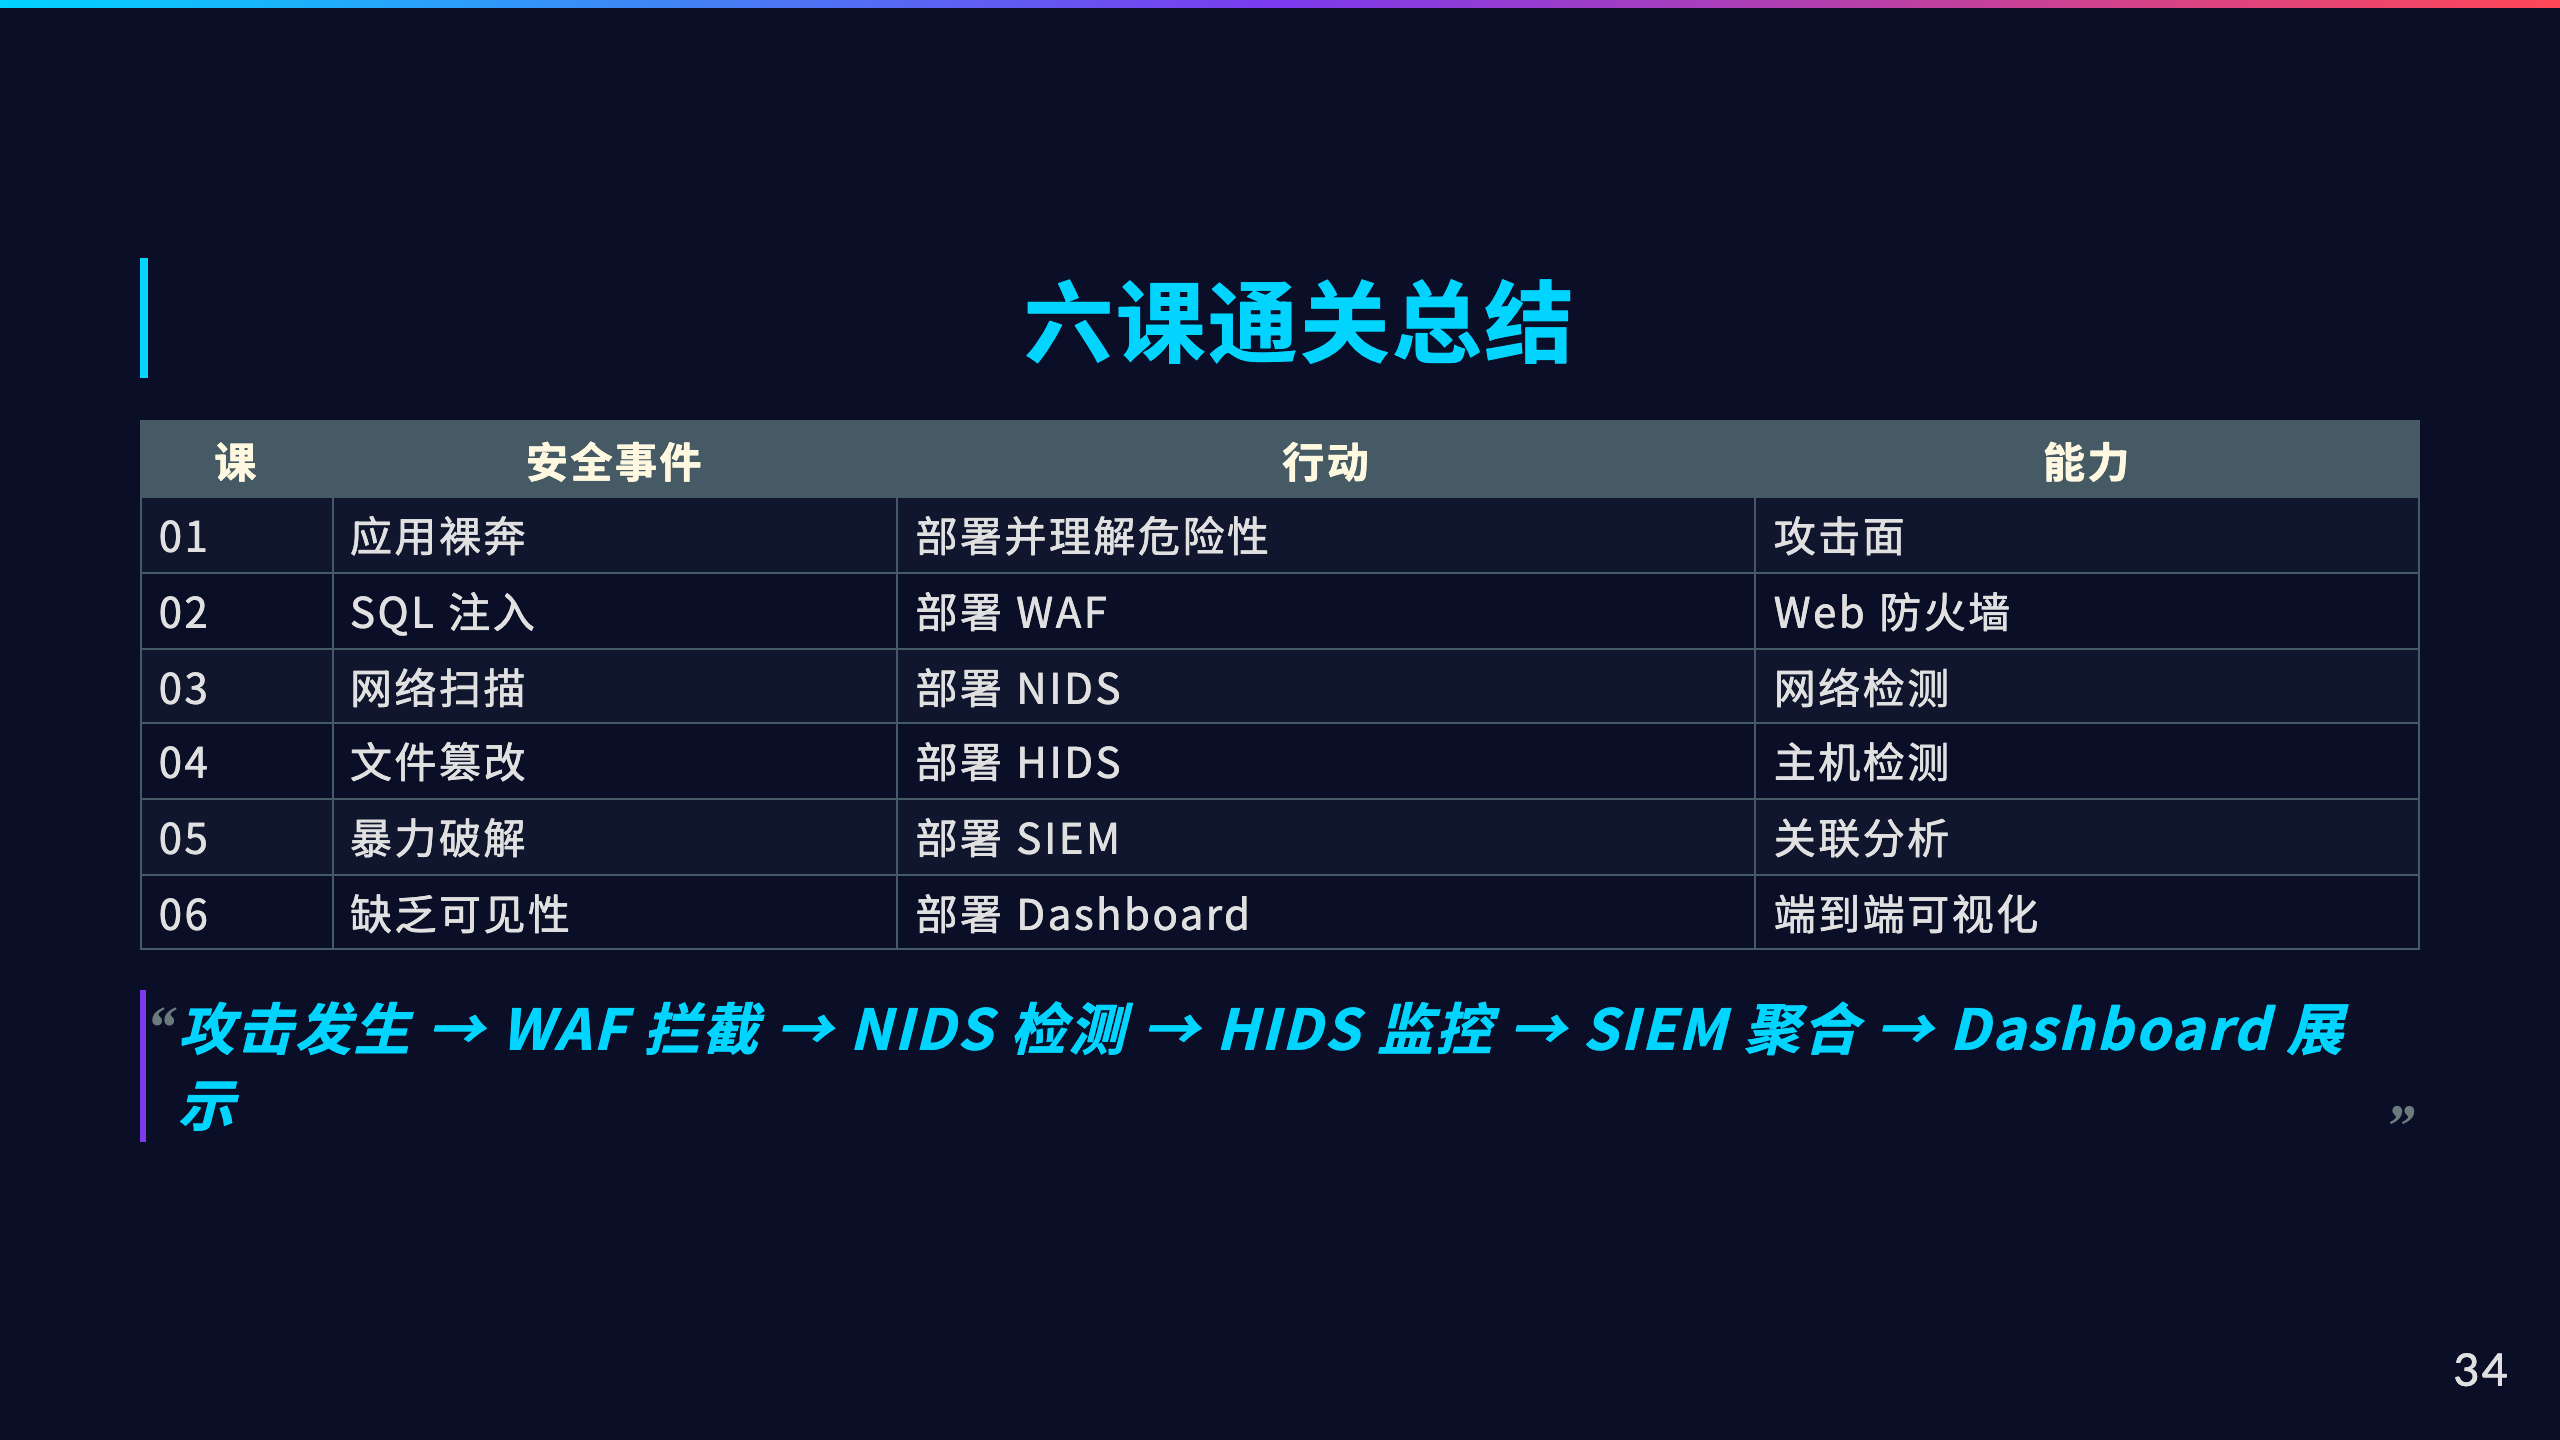 六课通关总结
课 安全事件 行动 能力
01 应用裸奔 部署并理解危险性 攻击面
02 SQL 注入 部署 WAF Web 防火墙
03 网络扫描 部署 NIDS 网络检测
04 文件篡改 部署 HIDS 主机检测
05 暴力破解 部署 SIEM 关联分析
06 缺乏可见性 部署 Dashboard 端到端可视化
“攻击发生 → WAF 拦截 → NIDS 检测 → HIDS 监控 → SIEM 聚合 → Dashboard 展
示 ”
34